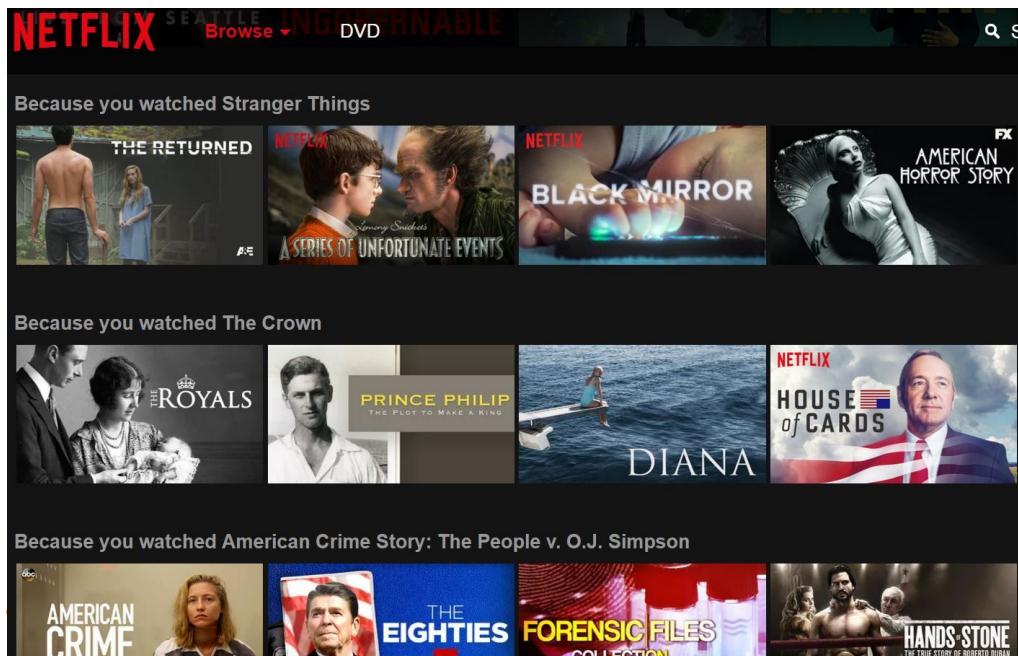 SEATTLE
NETFLIX
Browse
DVD
Because you watched Stranger Things
THE RETURNED
A&E
NETFLIX
Lemony Snicket's
A SERIES OF UNFORTUNATE EVENTS
NETFLIX
BLACK MIRROR
FX
AMERICAN
HORROR STORY
Because you watched The Crown
THE ROYALS
PRINCE PHILIP
THE PLOT TO MAKE A KING
DIANA
NETFLIX
HOUSE
of CARDS
Because you watched American Crime Story: The People v. O.J. Simpson
abc
AMERICAN
CRIME
THE
EIGHTIES
FORENSIC FILES
COLLECTION
HANDS OF STONE
THE TRUE STORY OF ROBERTO DURAN